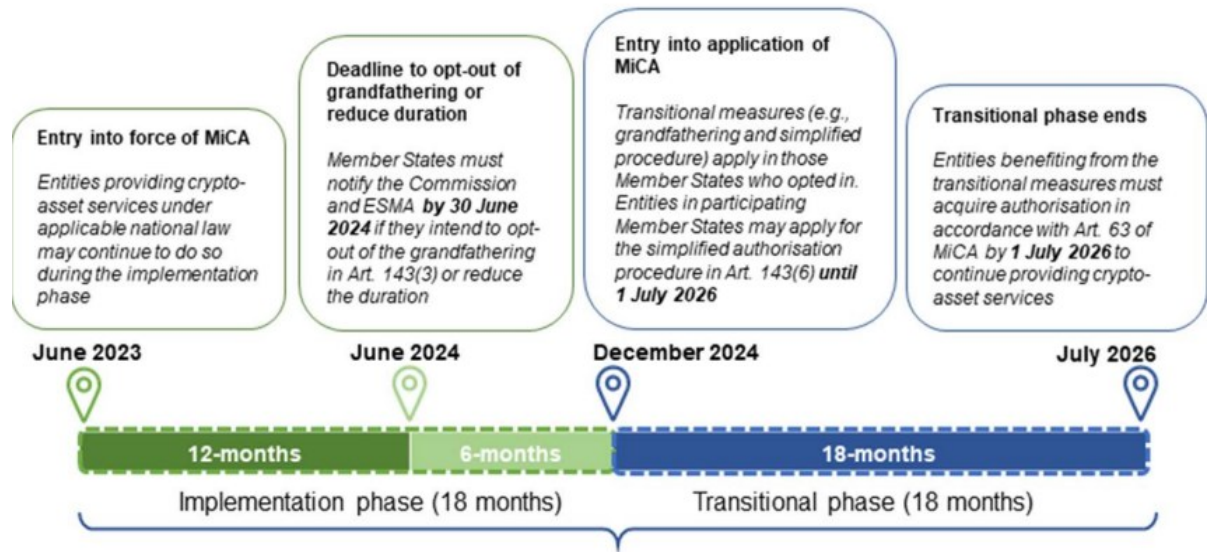 Entry into force of MiCA
Entities providing crypto-
asset services under
applicable national law
may continue to do so
during the implementation
phase
Deadline to opt-out of
grandfathering or
reduce duration
Member States must
notify the Commission
and ESMA by 30 June
2024 if they intend to opt-
out of the grandfathering
in Art. 143(3) or reduce
the duration
Entry into application of
MiCA
Transitional measures (e.g.,
grandfathering and simplified
procedure) apply in those
Member States who opted in.
Entities in participating
Member States may apply for
the simplified authorisation
procedure in Art. 143(6) until
1 July 2026
Transitional phase ends
Entities benefiting from the
transitional measures must
acquire authorisation in
accordance with Art. 63 of
MiCA by 1 July 2026 to
continue providing crypto-
asset services
June 2023
June 2024
December 2024
July 2026
12-months
6-months
18-months
Implementation phase (18 months)
Transitional phase (18 months)